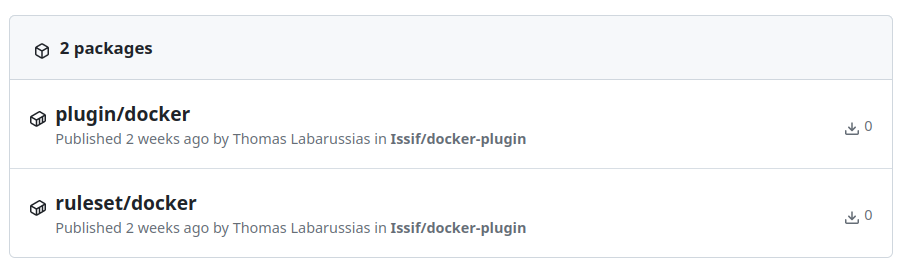 2 packages
plugin/docker
Published 2 weeks ago by Thomas Labarussias in Issif/docker-plugin
0
ruleset/docker
Published 2 weeks ago by Thomas Labarussias in Issif/docker-plugin
0